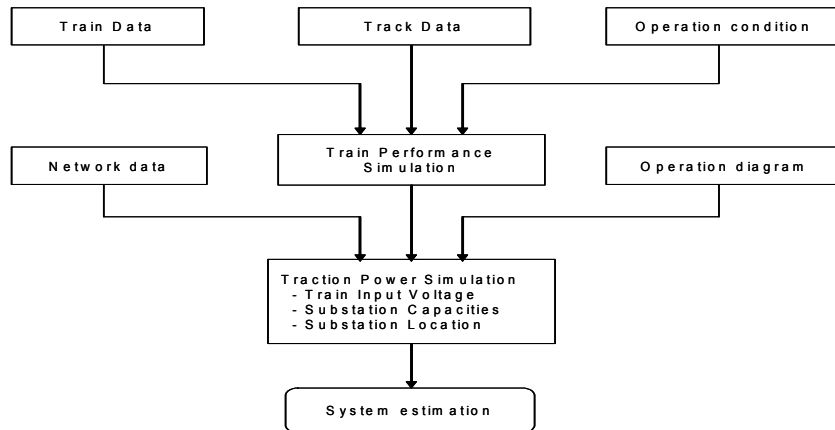 Train Data
Track Data
Operation condition
Train Performance
Simulation
Network data
Operation diagram
Traction Power Simulation
- Train Input Voltage
- Substation Capacities
- Substation Location
System estimation